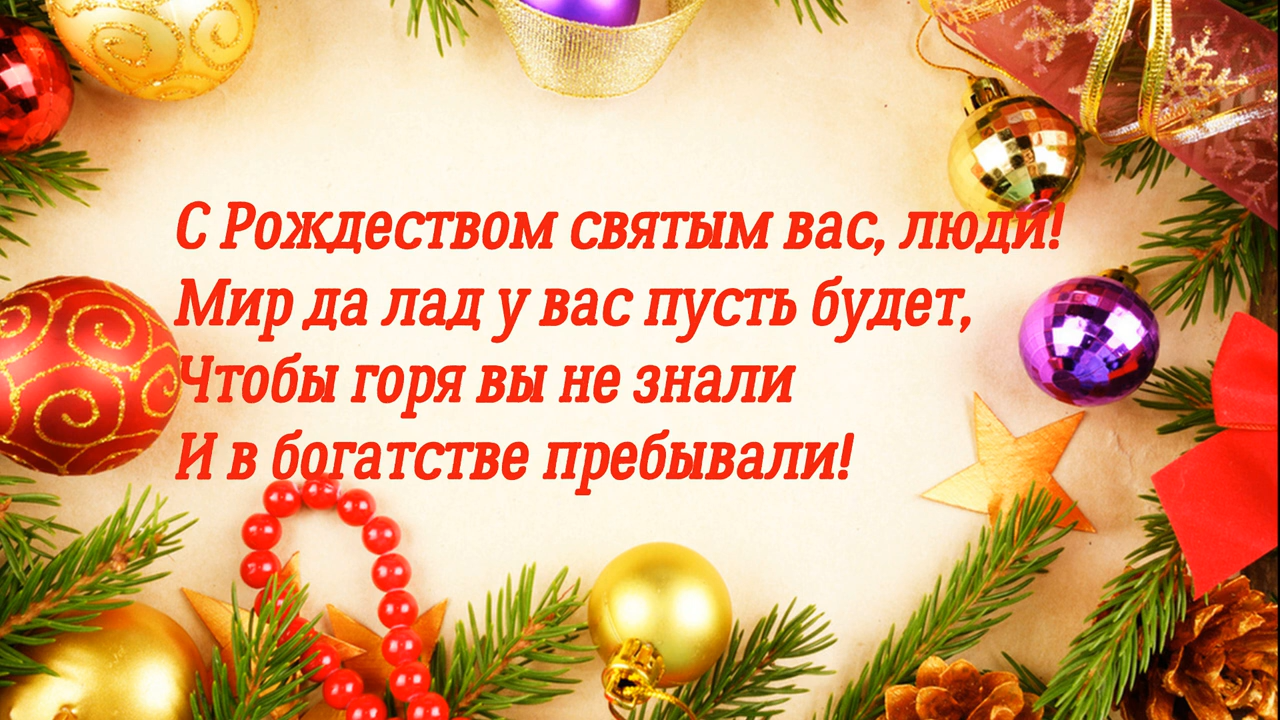 С Рождеством святым вас, люди!
Мир да лад у вас пусть будет,
Чтобы горя вы не знали
И в богатстве пребывали!